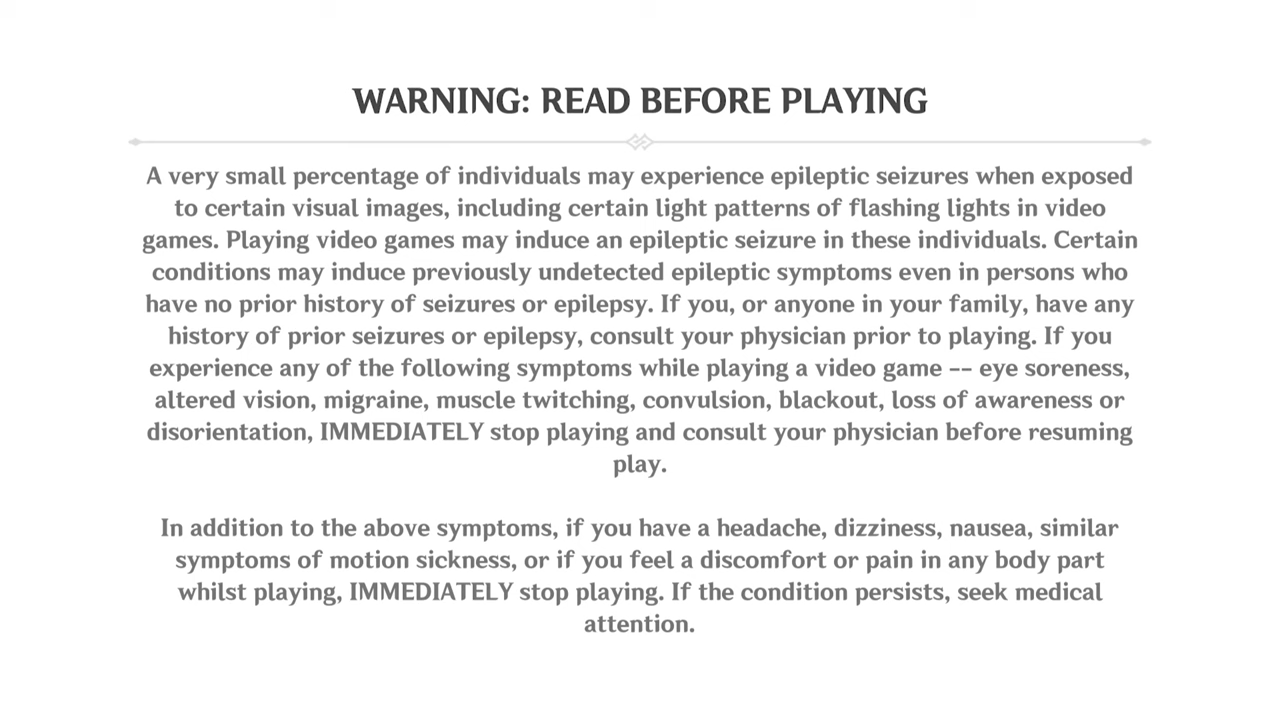 WARNING: READ BEFORE PLAYING
A very small percentage of individuals may experience epileptic seizures when exposed
to certain visual images, including certain light patterns of flashing lights in video
games. Playing video games may induce an epileptic seizure in these individuals. Certain
conditions may induce previously undetected epileptic symptoms even in persons who
have no prior history of seizures or epilepsy. If you, or anyone in your family, have any
history of prior seizures or epilepsy, consult your physician prior to playing. If you
experience any of the following symptoms while playing a video game -- eye soreness,
altered vision, migraine, muscle twitching, convulsion, blackout, loss of awareness or
disorientation, IMMEDIATELY stop playing and consult your physician before resuming
play.
In addition to the above symptoms, if you have a headache, dizziness, nausea, similar
symptoms of motion sickness, or if you feel a discomfort or pain in any body part
whilst playing, IMMEDIATELY stop playing. If the condition persists, seek medical
attention.